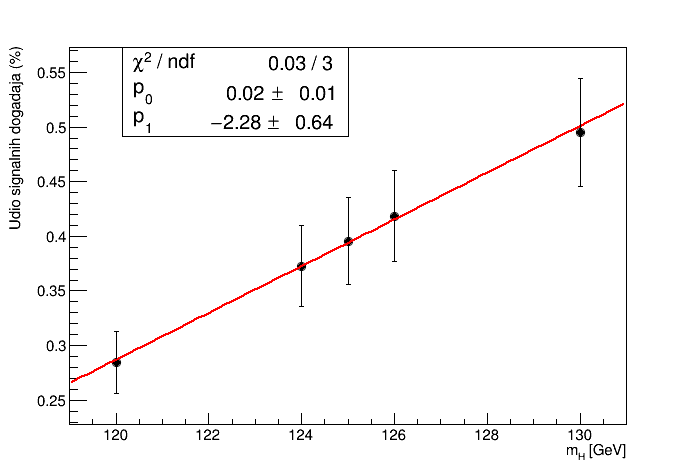 χ² / ndf 0.03 / 3
p₀ 0.02 ± 0.01
p₁ −2.28 ± 0.64
Udio signalnih dogadaja (%)
0.55
0.5
0.45
0.4
0.35
0.3
0.25
120 122 124 126 128 130
m_H [GeV]